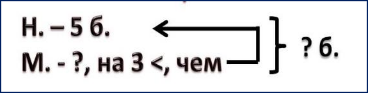 Н. – 5 б.
М. - ?, на 3 <, чем
? б.